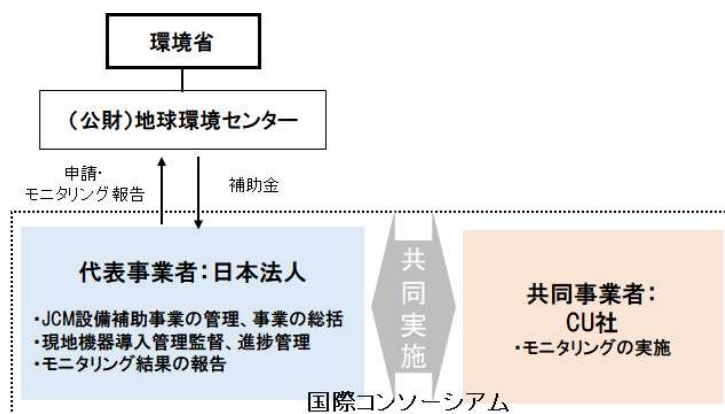 環境省
（公財）地球環境センター
申請・
モニタリング報告
補助金
代表事業者：日本法人
・JCM設備補助事業の管理、事業の総括
・現地機器導入管理監督、進捗管理
・モニタリング結果の報告
共同実施
共同事業者：
CU社
・モニタリングの実施
国際コンソーシアム